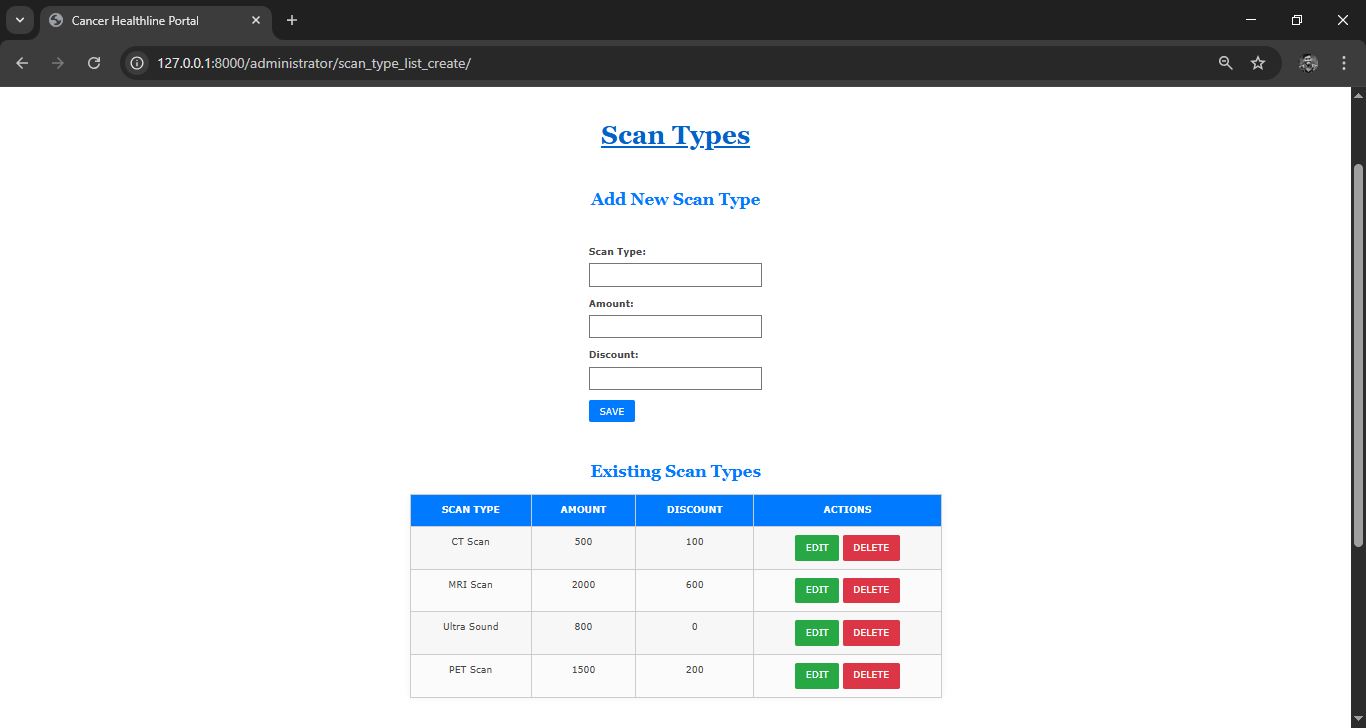 Cancer Healthline Portal
127.0.0.1:8000/administrator/scan_type_list_create/
Scan Types
Add New Scan Type
Scan Type:
Amount:
Discount:
SAVE
Existing Scan Types
SCAN TYPE AMOUNT DISCOUNT ACTIONS
CT Scan 500 100 EDIT DELETE
MRI Scan 2000 600 EDIT DELETE
Ultra Sound 800 0 EDIT DELETE
PET Scan 1500 200 EDIT DELETE